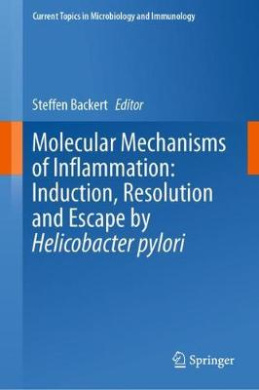 Current Topics in Microbiology and Immunology
Steffen Backert Editor
Molecular Mechanisms
of Inflammation:
Induction, Resolution
and Escape by
Helicobacter pylori
Springer